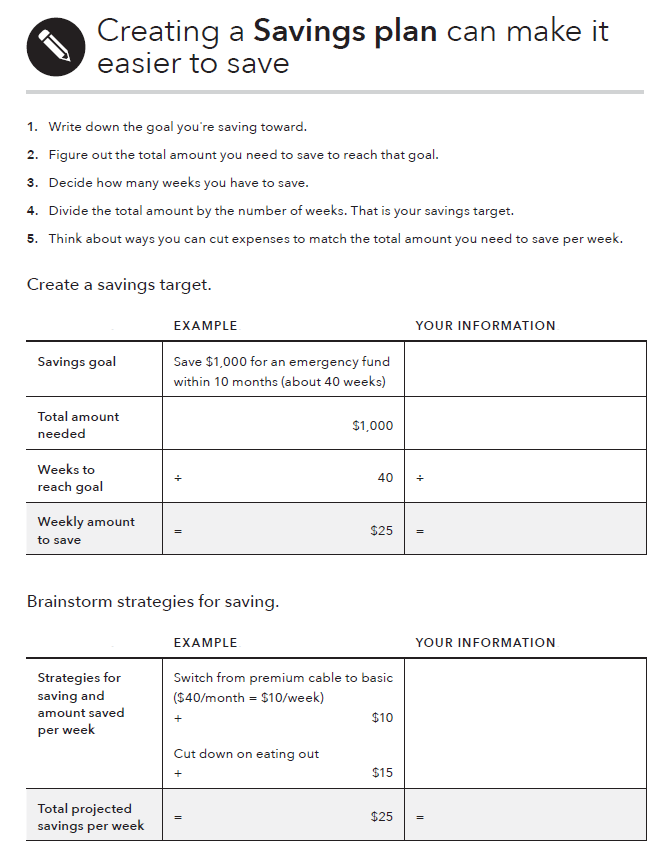 Creating a Savings plan can make it
easier to save
1. Write down the goal you're saving toward.
2. Figure out the total amount you need to save to reach that goal.
3. Decide how many weeks you have to save.
4. Divide the total amount by the number of weeks. That is your savings target.
5. Think about ways you can cut expenses to match the total amount you need to save per week.
Create a savings target.
EXAMPLE YOUR INFORMATION
Savings goal Save $1,000 for an emergency fund
within 10 months (about 40 weeks)
Total amount
needed
$1,000
Weeks to
reach goal
÷ 40 ÷
Weekly amount
to save
= $25 =
Brainstorm strategies for saving.
EXAMPLE YOUR INFORMATION
Strategies for
saving and
amount saved
per week
Switch from premium cable to basic
($40/month = $10/week)
+ $10
Cut down on eating out
+ $15
Total projected
savings per week
= $25 =